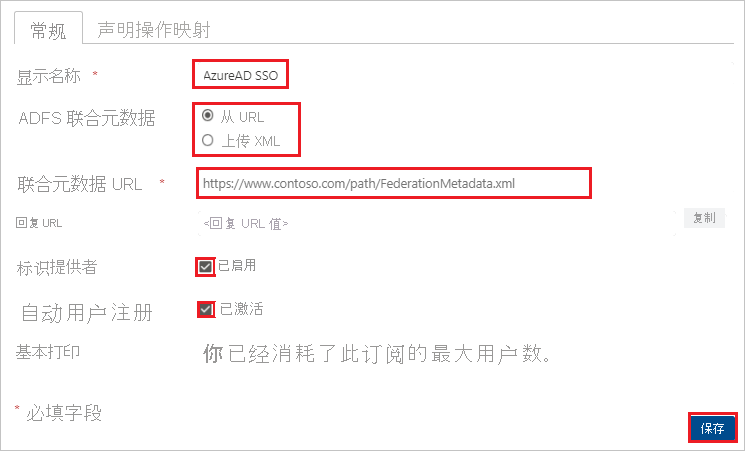 常规 声明操作映射
显示名称 * AzureAD SSO
ADFS 联合元数据 从 URL
上传 XML
联合元数据 URL * https://www.contoso.com/path/FederationMetadata.xml
回复 URL <回复 URL 值> 复制
标识提供者 已启用
自动用户注册 已激活
基本打印 你已经消耗了此订阅的最大用户数。
* 必填字段
保存